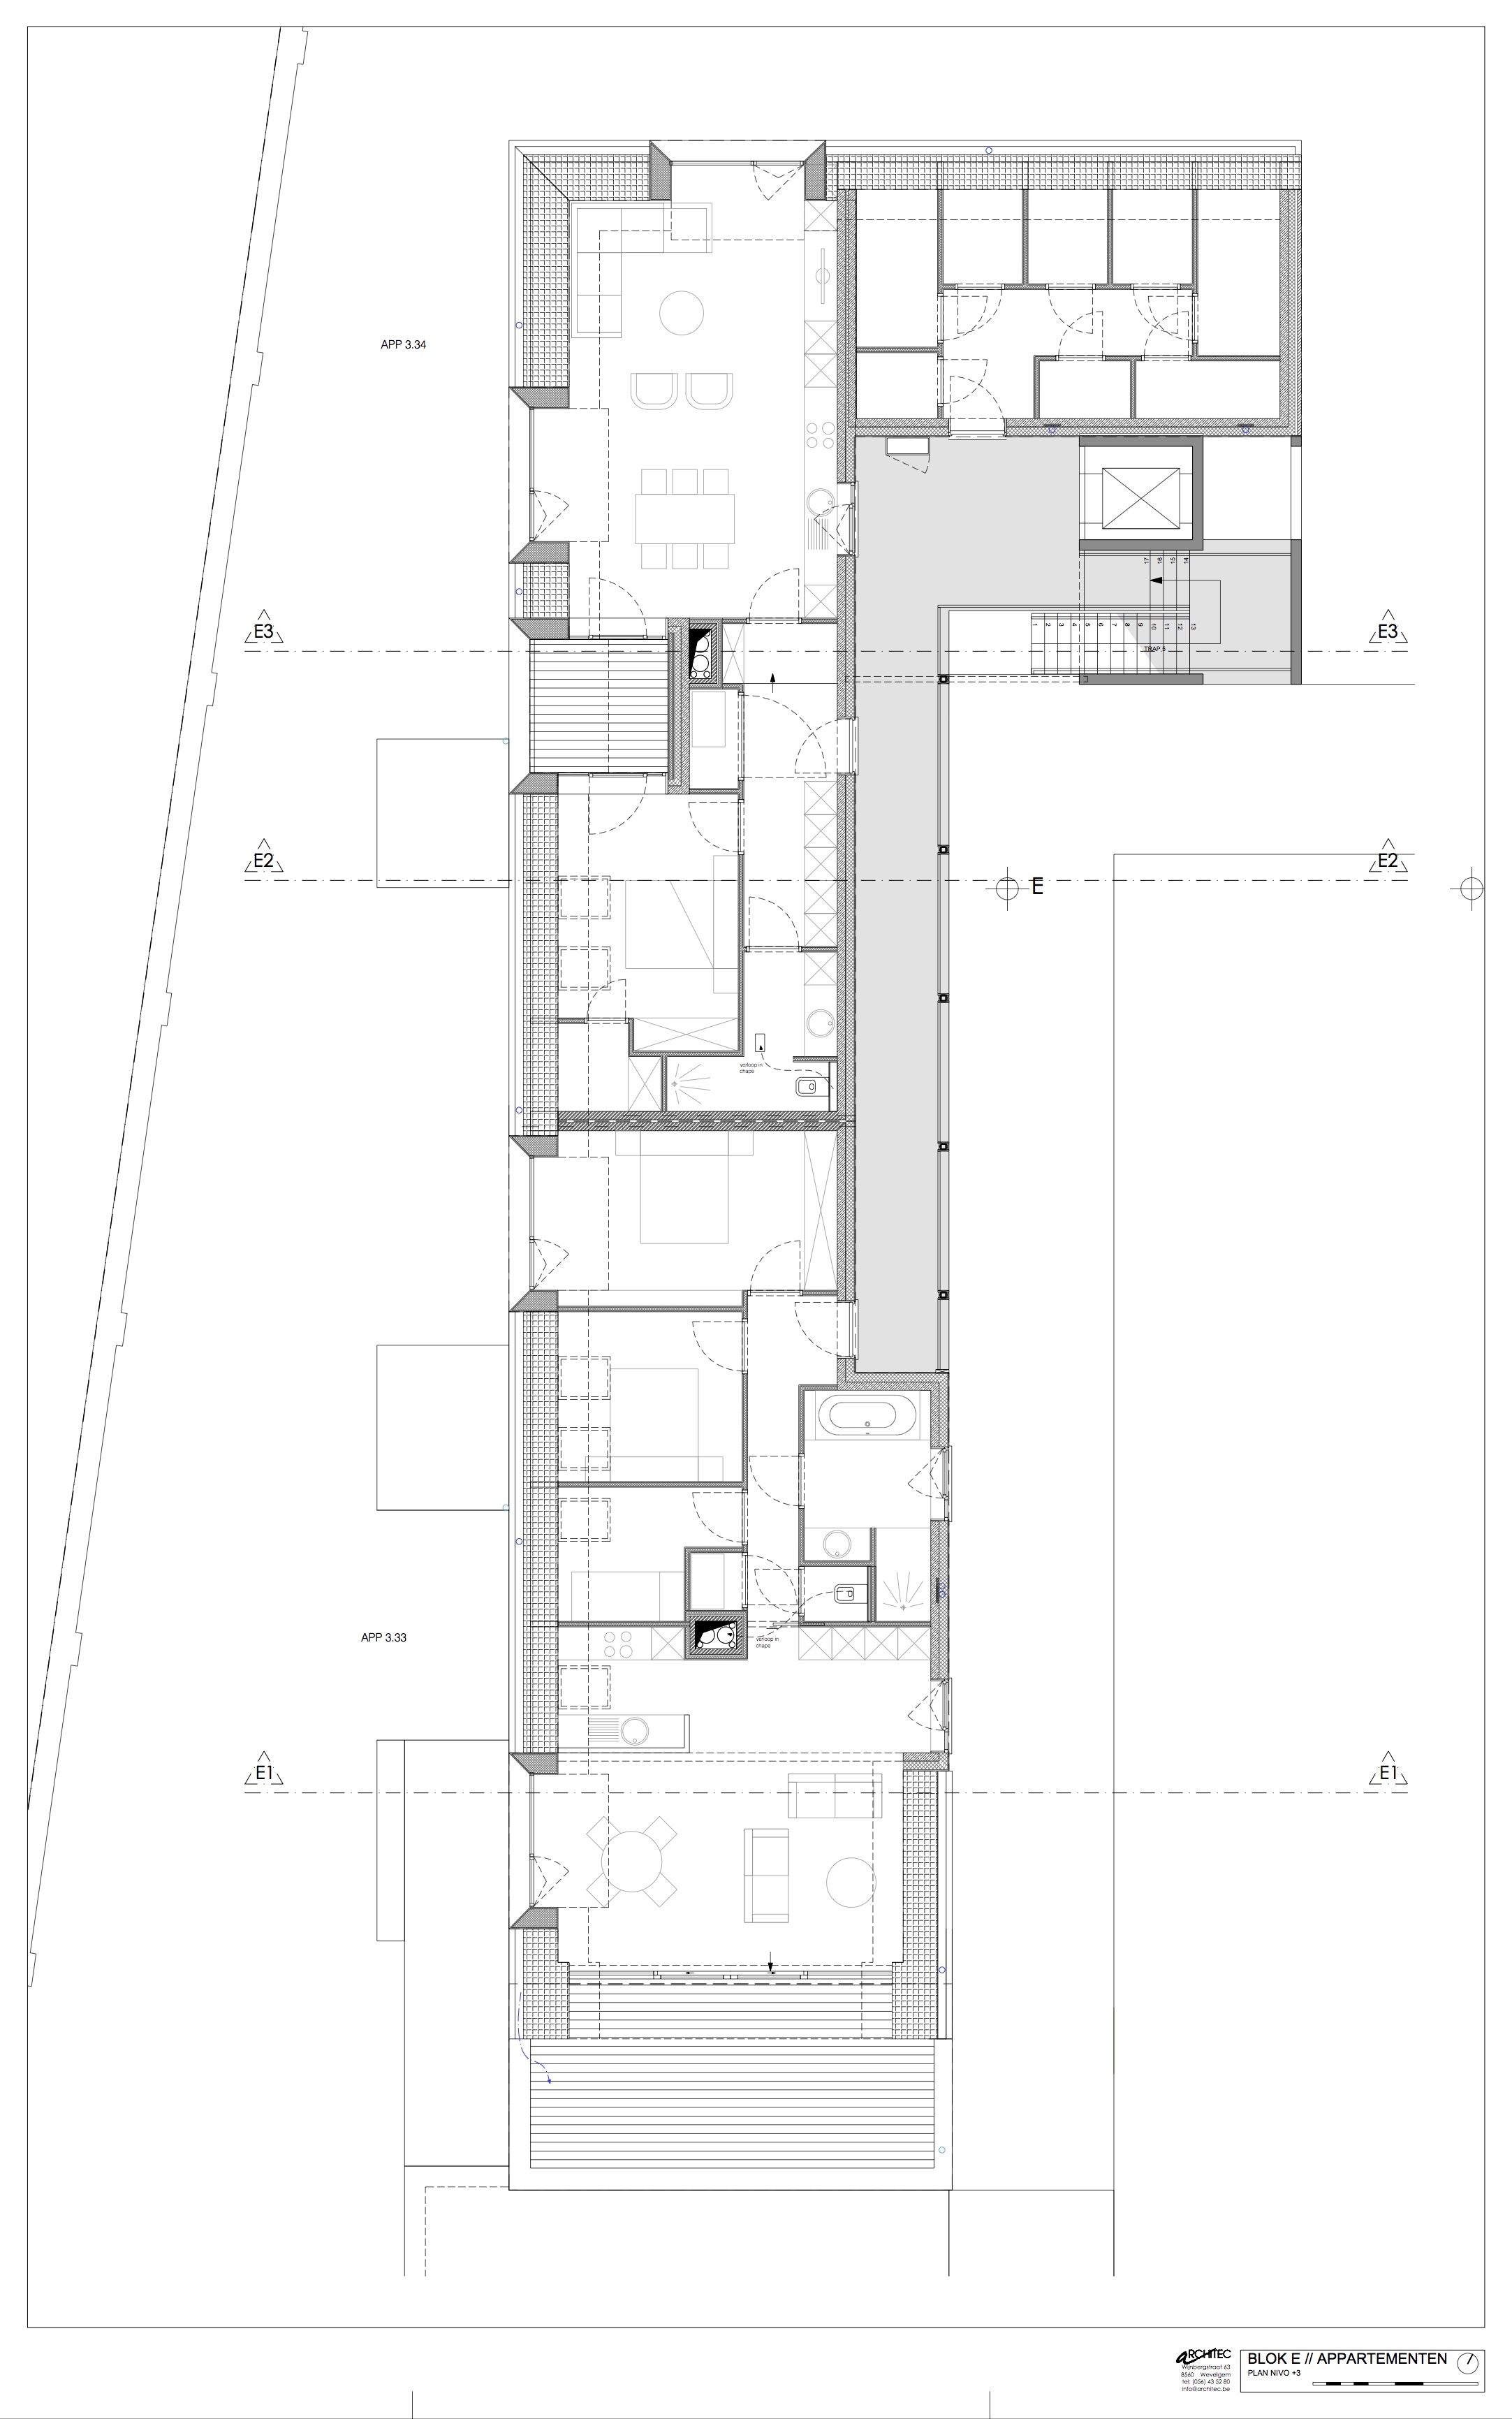 APP 3.34
E3
E3
17
16
15
14
1
2
3
4
5
6
7
8
9
10
11
12
13
TRAP 5
E2
E2
E
verloop in
chape
APP 3.33
verloop in
chape
E1
E1
ARCHITEC
Wijnbergstraat 63
8560 Wevelgem
tel: (056) 43 52 80
info@architec.be
BLOK E // APPARTEMENTEN
PLAN NIVO +3